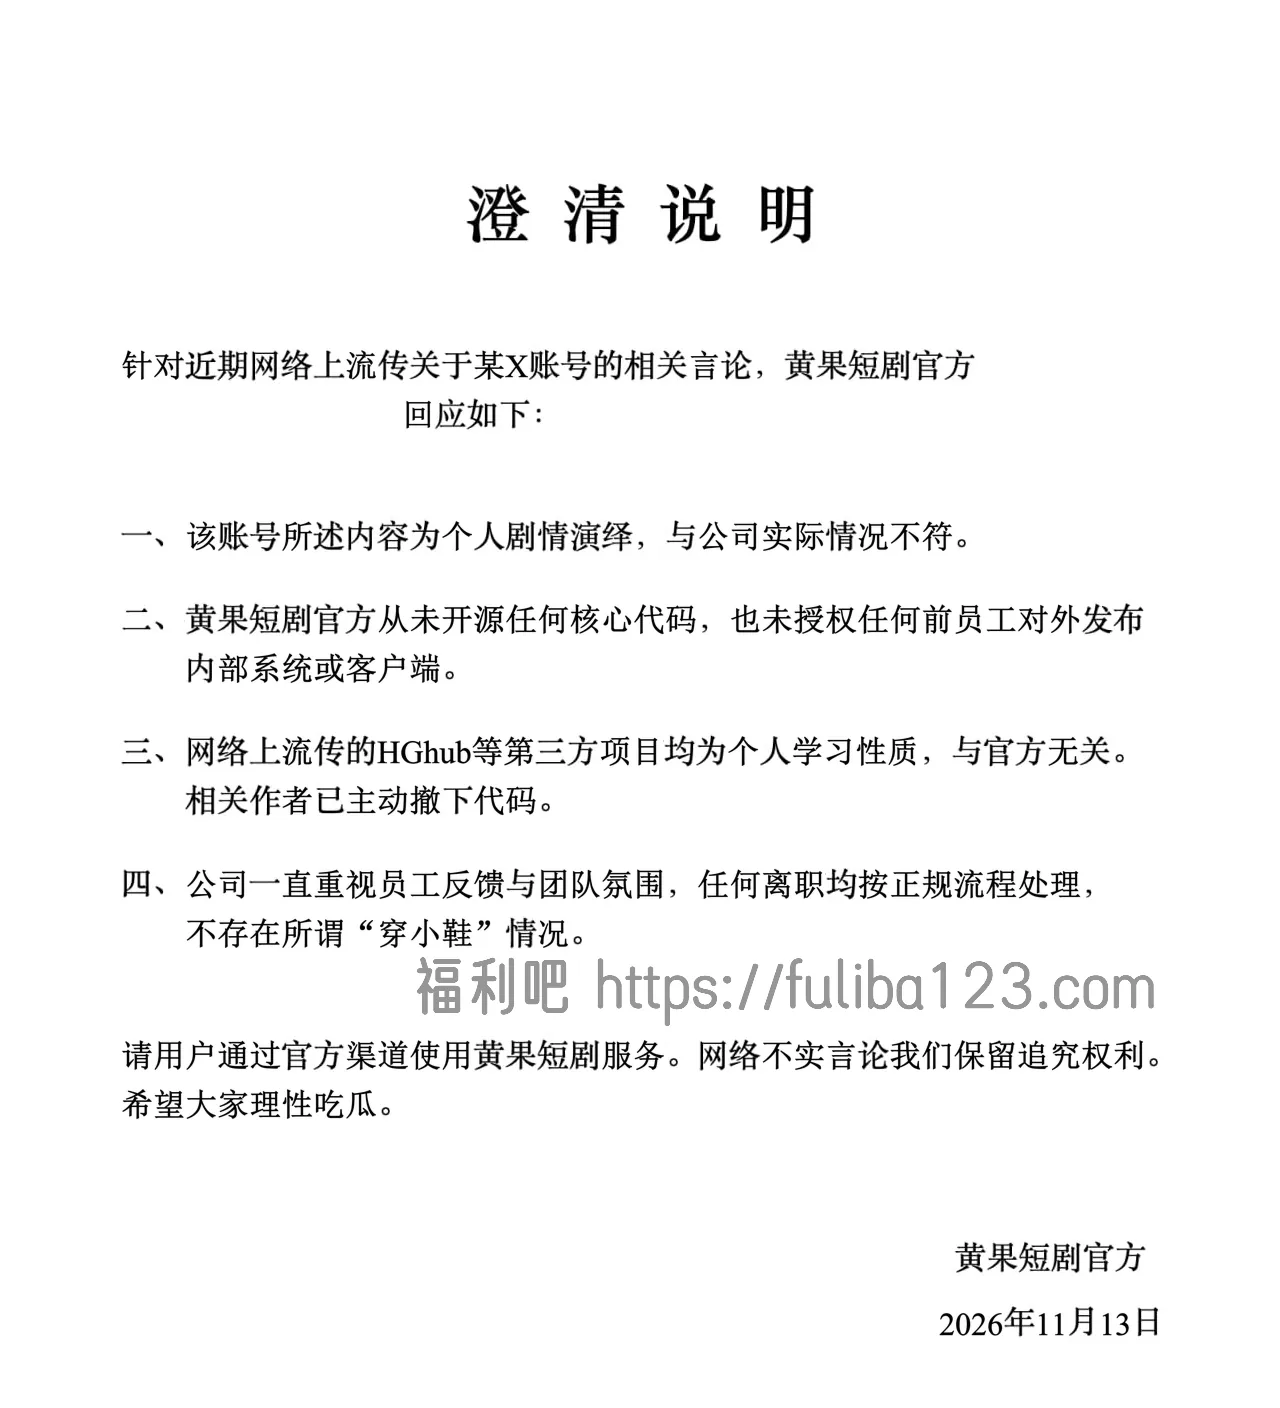 澄清说明
针对近期网络上流传关于某X账号的相关言论，黄果短剧官方
回应如下：
一、该账号所述内容为个人剧情演绎，与公司实际情况不符。
二、黄果短剧官方从未开源任何核心代码，也未授权任何前员工对外发布
内部系统或客户端。
三、网络上流传的HGhub等第三方项目均为个人学习性质，与官方无关。
相关作者已主动撤下代码。
四、公司一直重视员工反馈与团队氛围，任何离职均按正规流程处理，
不存在所谓“穿小鞋”情况。
福利吧 https://fuliba123.com
请用户通过官方渠道使用黄果短剧服务。网络不实言论我们保留追究权利。
希望大家理性吃瓜。
黄果短剧官方
2026年11月13日